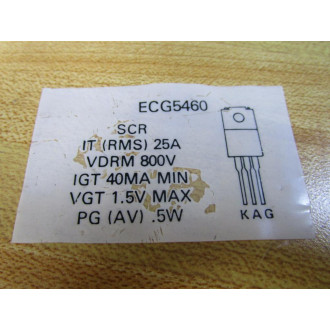 ECG5460
SCR
IT (RMS) 25A
VDRM 800V
IGT 40MA MIN
VGT 1.5V MAX
PG (AV) .5W
K A G